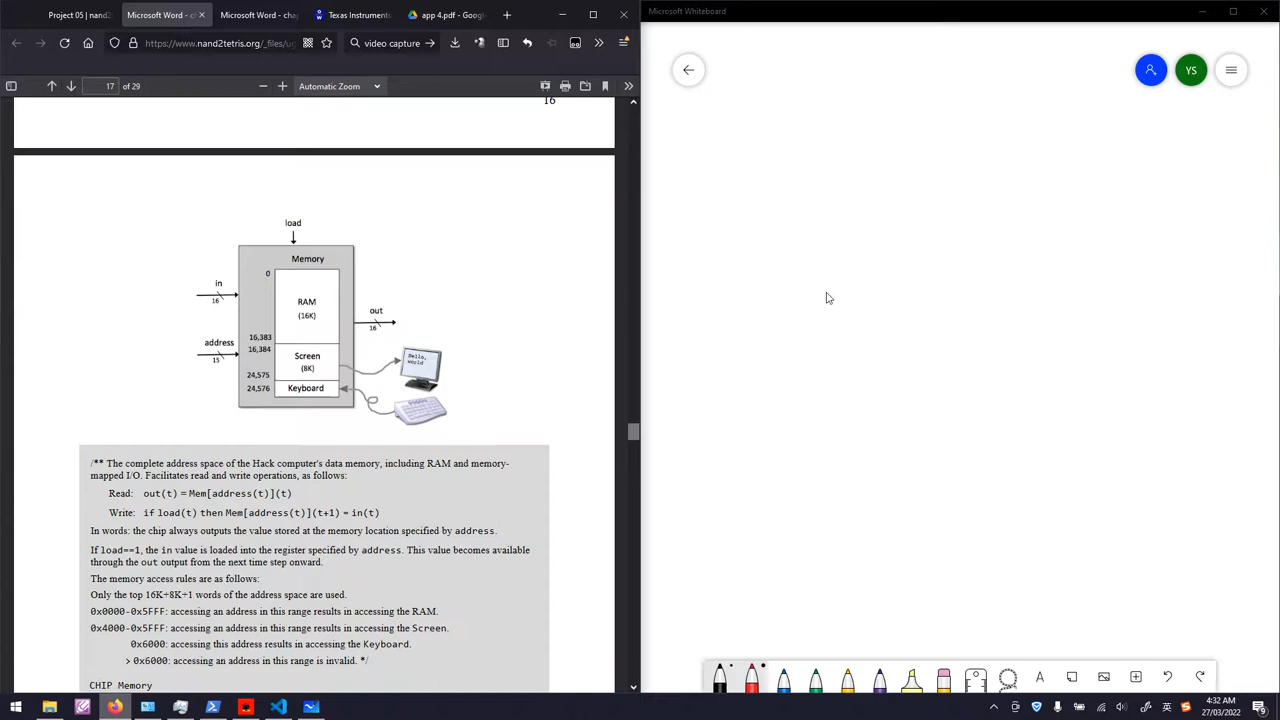 Project 05 | nand2
Microsoft Word - c
Microsoft Word - cha
Texas Instruments
J flip4.pdf - Google
Microsoft Whiteboard
https://www.nand2tetris.org/_files/ug
video capture
17 of 29
Automatic Zoom
YS
16
load
Memory
0
in
16
RAM
(16K)
out
16
address
15
16,383
16,384
Screen
(8K)
Hello,
world
24,575
24,576
Keyboard
/** The complete address space of the Hack computer's data memory, including RAM and memory-
mapped I/O. Facilitates read and write operations, as follows:
Read: out(t) = Mem[address(t)](t)
Write: if load(t) then Mem[address(t)](t+1) = in(t)
In words: the chip always outputs the value stored at the memory location specified by address.
If load==1, the in value is loaded into the register specified by address. This value becomes available
through the out output from the next time step onward.
The memory access rules are as follows:
Only the top 16K+8K+1 words of the address space are used.
0x0000-0x5FFF: accessing an address in this range results in accessing the RAM.
0x4000-0x5FFF: accessing an address in this range results in accessing the Screen.
0x6000: accessing this address results in accessing the Keyboard.
> 0x6000: accessing an address in this range is invalid. */
CHIP Memory
A
4:32 AM
27/03/2022